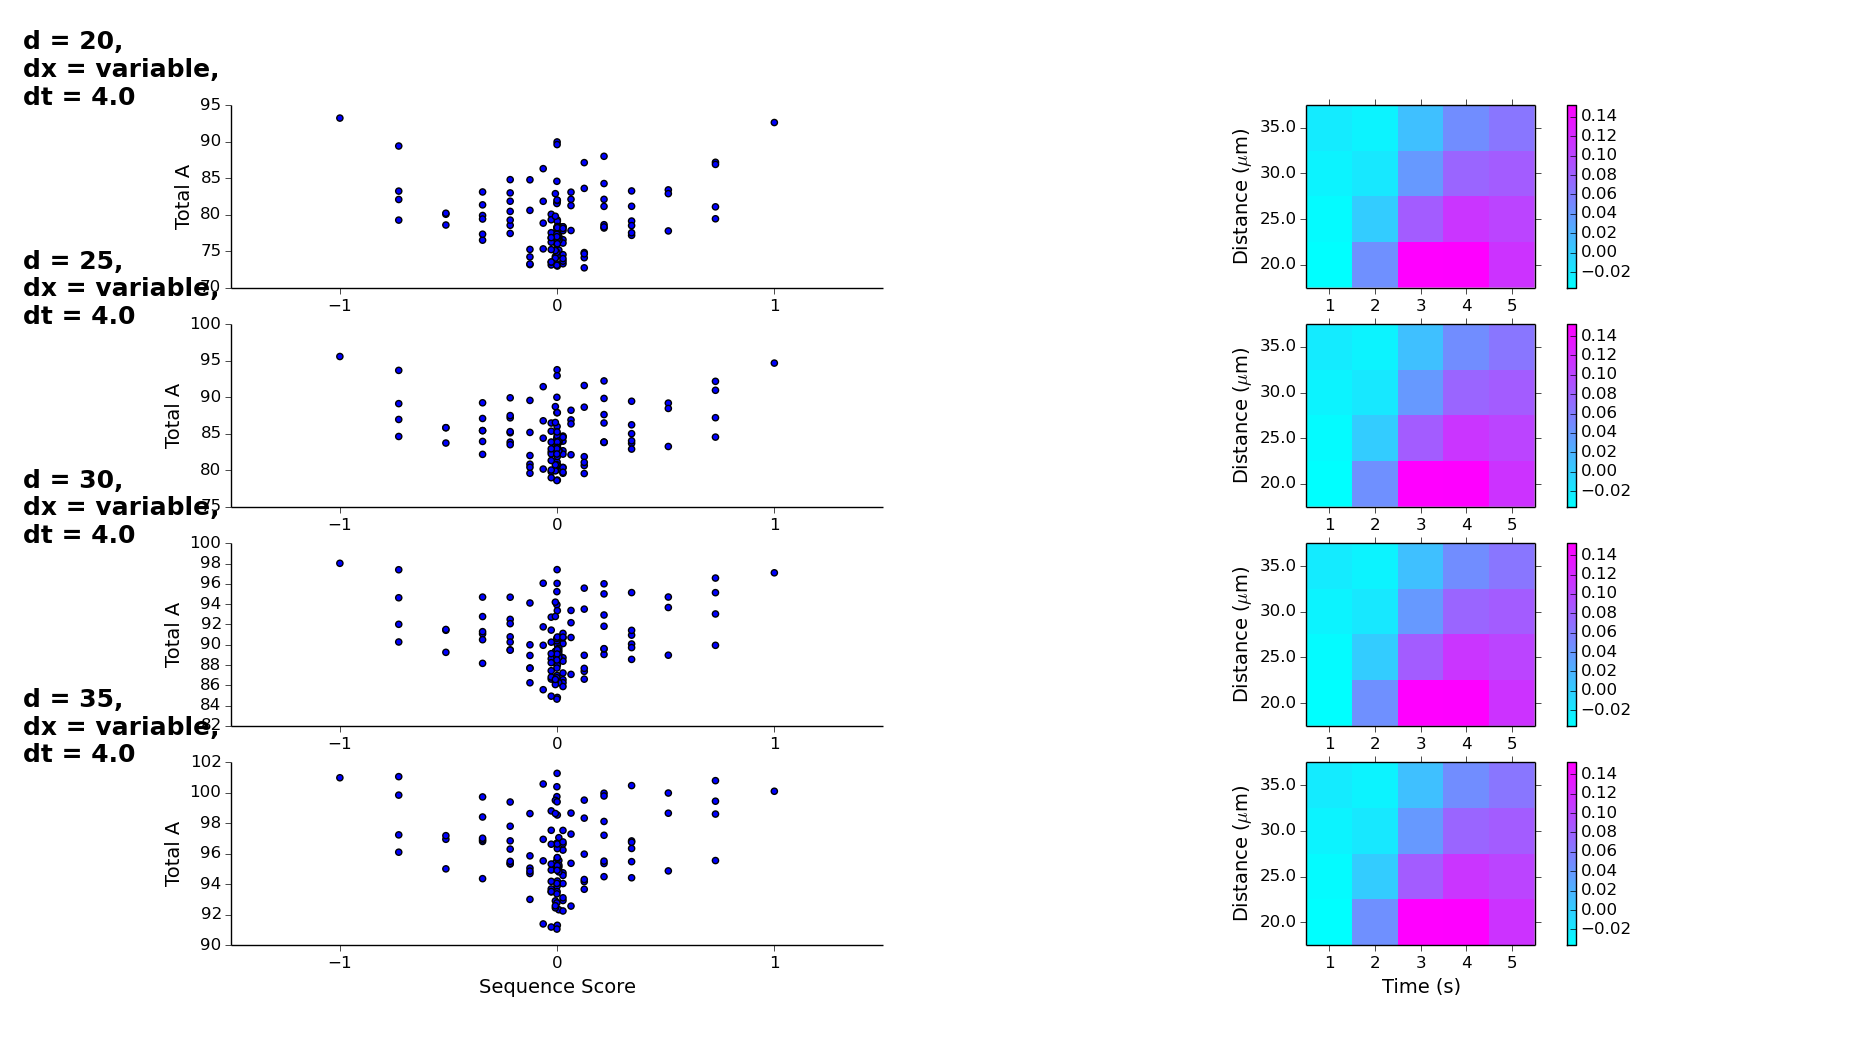 d = 20,
dx = variable,
dt = 4.0
95
90
85
80
75
70
Total A
−1 0 1
35.0
30.0
25.0
20.0
Distance (μm)
1 2 3 4 5
0.14
0.12
0.10
0.08
0.06
0.04
0.02
0.00
−0.02
d = 25,
dx = variable,
dt = 4.0
100
95
90
85
80
75
Total A
−1 0 1
35.0
30.0
25.0
20.0
Distance (μm)
1 2 3 4 5
0.14
0.12
0.10
0.08
0.06
0.04
0.02
0.00
−0.02
d = 30,
dx = variable,
dt = 4.0
100
98
96
94
92
90
88
86
84
82
Total A
−1 0 1
35.0
30.0
25.0
20.0
Distance (μm)
1 2 3 4 5
0.14
0.12
0.10
0.08
0.06
0.04
0.02
0.00
−0.02
d = 35,
dx = variable,
dt = 4.0
102
100
98
96
94
92
90
Total A
−1 0 1
Sequence Score
35.0
30.0
25.0
20.0
Distance (μm)
1 2 3 4 5
Time (s)
0.14
0.12
0.10
0.08
0.06
0.04
0.02
0.00
−0.02